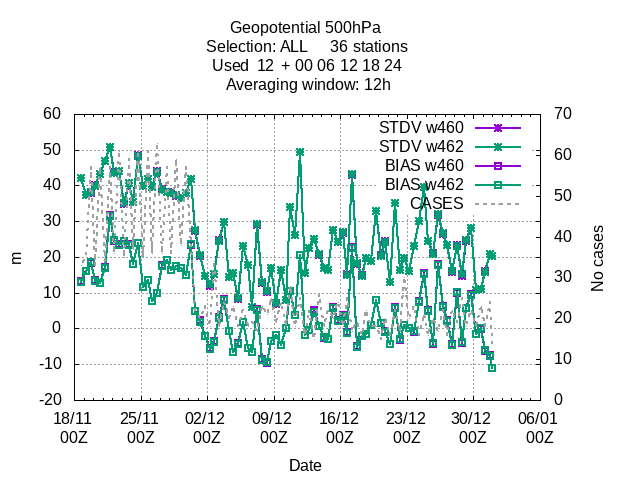 Geopotential 500hPa
Selection: ALL 36 stations
Used 12 + 00 06 12 18 24
Averaging window: 12h
60 70
STDV w460
STDV w462
BIAS w460
BIAS w462
CASES
50
40
30
20
10
0
-10
-20
60
50
40
30
20
10
0
m
No cases
18/11 25/11 02/12 09/12 16/12 23/12 30/12 06/01
00Z 00Z 00Z 00Z 00Z 00Z 00Z 00Z
Date